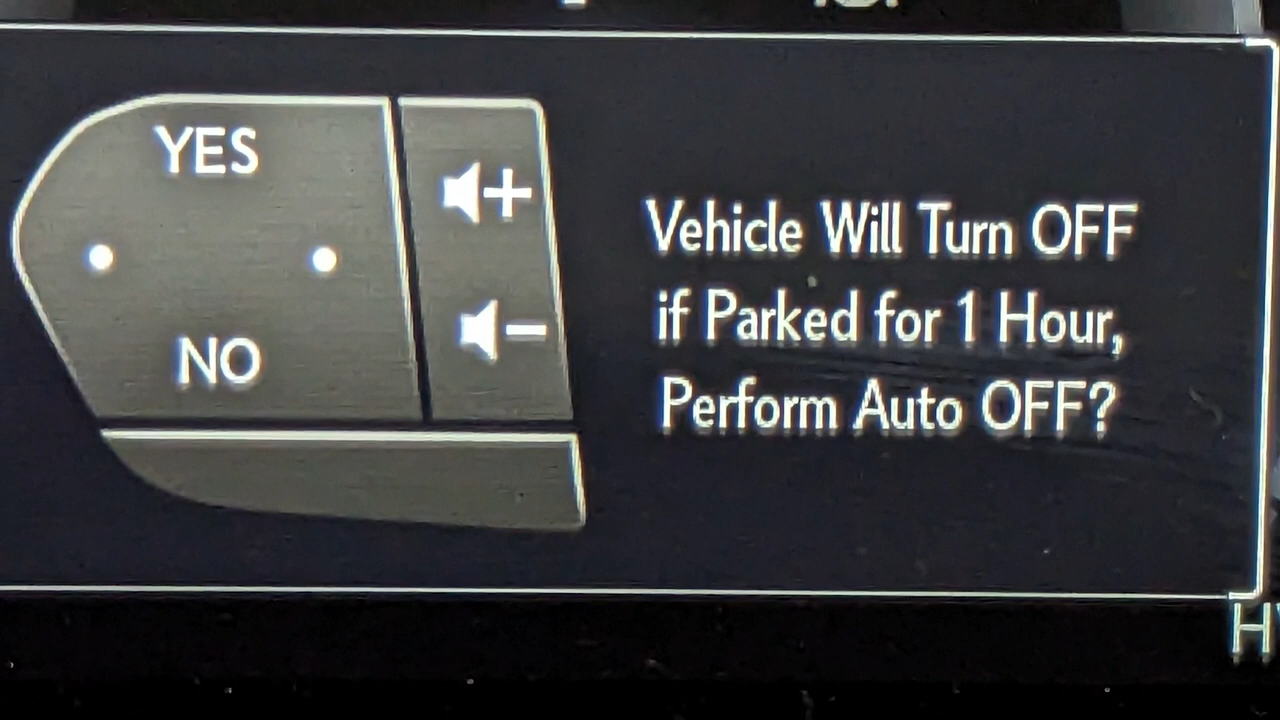 YES
NO
Vehicle Will Turn OFF
if Parked for 1 Hour,
Perform Auto OFF?